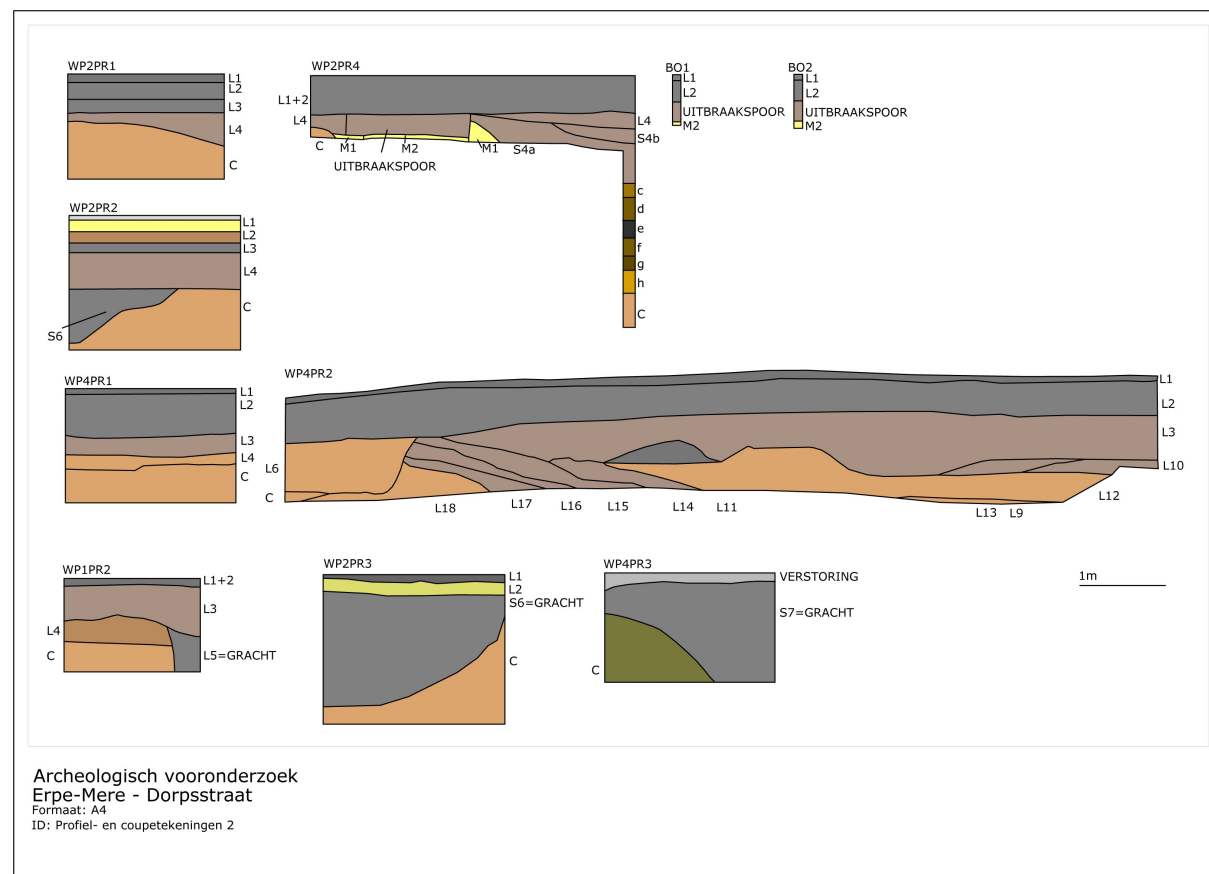 WP2PR1
L1
L2
L3
L4
C
WP2PR4
L1+2
L4
C
M1
M2
UITBRAAKSPOOR
M1
S4a
L4
S4b
c
d
e
f
g
h
C
BO1
L1
L2
UITBRAAKSPOOR
M2
BO2
L1
L2
UITBRAAKSPOOR
M2
WP2PR2
L1
L2
L3
L4
C
S6
WP4PR1
L1
L2
L3
L4
C
WP4PR2
L6
C
L18
L17
L16
L15
L14
L11
L13
L9
L12
L1
L2
L3
L10
WP1PR2
L1+2
L3
L4
C
L5=GRACHT
WP2PR3
L1
L2
S6=GRACHT
C
WP4PR3
VERSTORING
S7=GRACHT
C
1m
Archeologisch vooronderzoek
Erpe-Mere - Dorpsstraat
Formaat: A4
ID: Profiel- en coupetekeningen 2